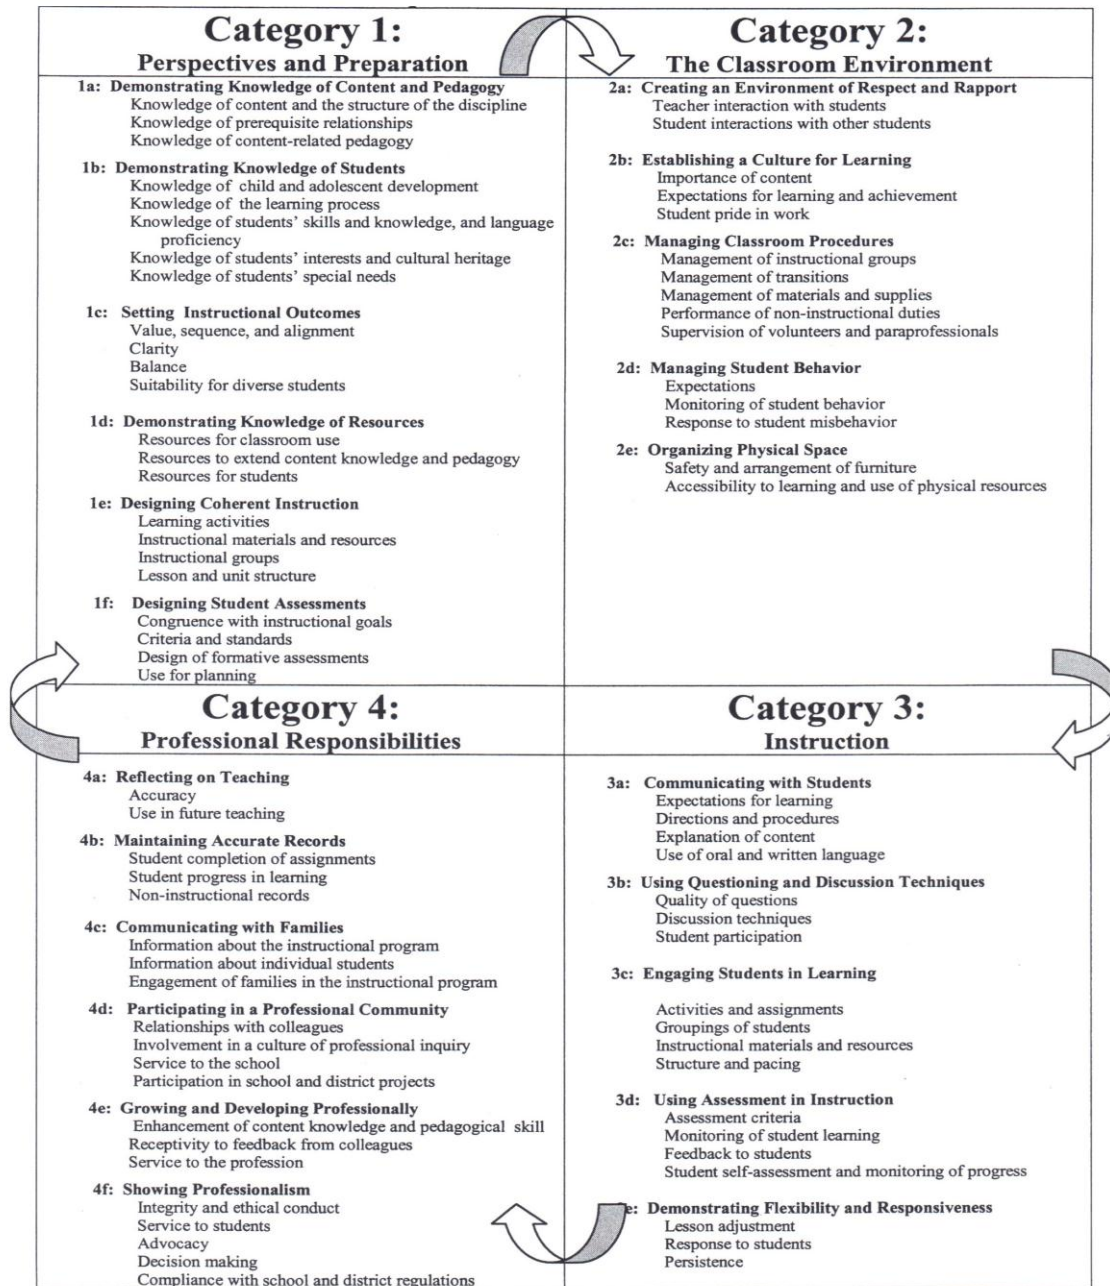 Category 1:
Perspectives and Preparation
1a: Demonstrating Knowledge of Content and Pedagogy
Knowledge of content and the structure of the discipline
Knowledge of prerequisite relationships
Knowledge of content-related pedagogy
1b: Demonstrating Knowledge of Students
Knowledge of child and adolescent development
Knowledge of the learning process
Knowledge of students' skills and knowledge, and language
proficiency
Knowledge of students' interests and cultural heritage
Knowledge of students' special needs
1c: Setting Instructional Outcomes
Value, sequence, and alignment
Clarity
Balance
Suitability for diverse students
1d: Demonstrating Knowledge of Resources
Resources for classroom use
Resources to extend content knowledge and pedagogy
Resources for students
1e: Designing Coherent Instruction
Learning activities
Instructional materials and resources
Instructional groups
Lesson and unit structure
1f: Designing Student Assessments
Congruence with instructional goals
Criteria and standards
Design of formative assessments
Use for planning
Category 2:
The Classroom Environment
2a: Creating an Environment of Respect and Rapport
Teacher interaction with students
Student interactions with other students
2b: Establishing a Culture for Learning
Importance of content
Expectations for learning and achievement
Student pride in work
2c: Managing Classroom Procedures
Management of instructional groups
Management of transitions
Management of materials and supplies
Performance of non-instructional duties
Supervision of volunteers and paraprofessionals
2d: Managing Student Behavior
Expectations
Monitoring of student behavior
Response to student misbehavior
2e: Organizing Physical Space
Safety and arrangement of furniture
Accessibility to learning and use of physical resources
Category 4:
Professional Responsibilities
4a: Reflecting on Teaching
Accuracy
Use in future teaching
4b: Maintaining Accurate Records
Student completion of assignments
Student progress in learning
Non-instructional records
4c: Communicating with Families
Information about the instructional program
Information about individual students
Engagement of families in the instructional program
4d: Participating in a Professional Community
Relationships with colleagues
Involvement in a culture of professional inquiry
Service to the school
Participation in school and district projects
4e: Growing and Developing Professionally
Enhancement of content knowledge and pedagogical skill
Receptivity to feedback from colleagues
Service to the profession
4f: Showing Professionalism
Integrity and ethical conduct
Service to students
Advocacy
Decision making
Compliance with school and district regulations
Category 3:
Instruction
3a: Communicating with Students
Expectations for learning
Directions and procedures
Explanation of content
Use of oral and written language
3b: Using Questioning and Discussion Techniques
Quality of questions
Discussion techniques
Student participation
3c: Engaging Students in Learning
Activities and assignments
Groupings of students
Instructional materials and resources
Structure and pacing
3d: Using Assessment in Instruction
Assessment criteria
Monitoring of student learning
Feedback to students
Student self-assessment and monitoring of progress
e: Demonstrating Flexibility and Responsiveness
Lesson adjustment
Response to students
Persistence